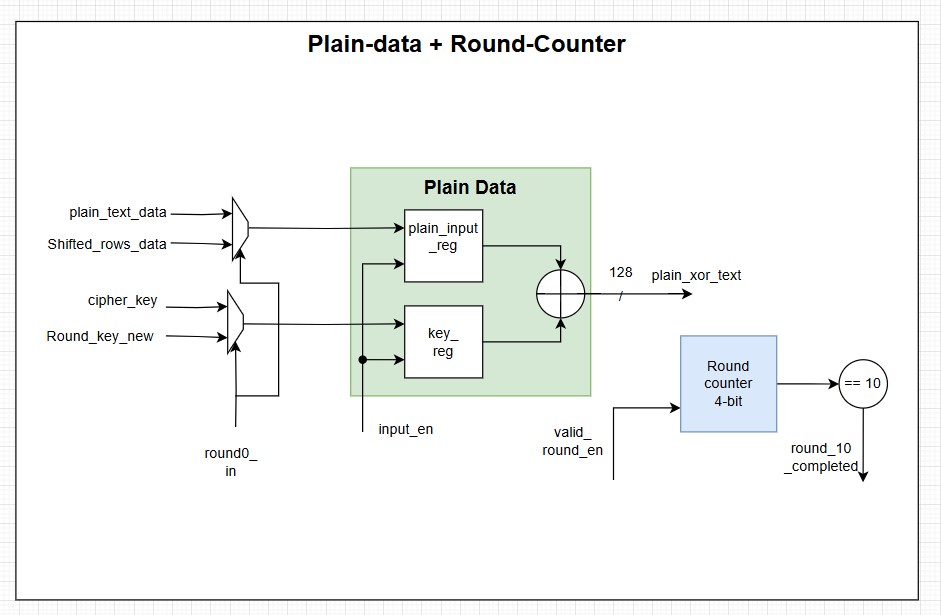 Plain-data + Round-Counter
Plain Data
plain_text_data
Shifted_rows_data
plain_input
_reg
cipher_key
Round_key_new
key_
reg
128
plain_xor_text
/
Round
counter
4-bit
== 10
input_en
valid_
round_en
round0_
in
round_10
_completed